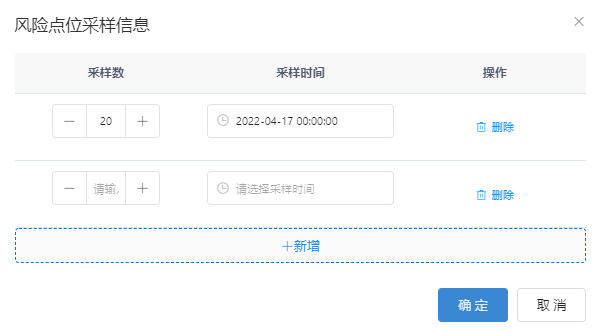 风险点位采样信息
采样数 采样时间 操作
20 2022-04-17 00:00:00 删除
请输 请选择采样时间 删除
+新增
确定 取消